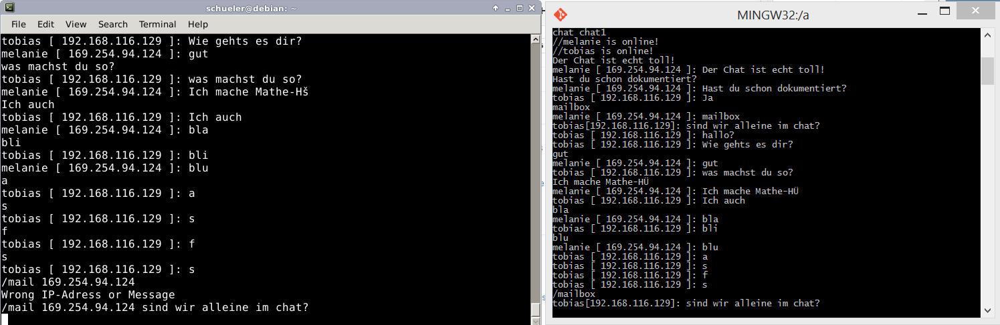 schueler@debian: ~
File Edit View Search Terminal Help
tobias [ 192.168.116.129 ]: Wie gehts es dir?
melanie [ 169.254.94.124 ]: gut
was machst du so?
tobias [ 192.168.116.129 ]: was machst du so?
melanie [ 169.254.94.124 ]: Ich mache Mathe-Hš
Ich auch
tobias [ 192.168.116.129 ]: Ich auch
melanie [ 169.254.94.124 ]: bla
bli
tobias [ 192.168.116.129 ]: bli
melanie [ 169.254.94.124 ]: blu
a
tobias [ 192.168.116.129 ]: a
s
tobias [ 192.168.116.129 ]: s
f
tobias [ 192.168.116.129 ]: f
s
tobias [ 192.168.116.129 ]: s
/mail 169.254.94.124
Wrong IP-Adress or Message
/mail 169.254.94.124 sind wir alleine im chat?
MINGW32:/a
chat chat1
//melanie is online!
//tobias is online!
Der Chat ist echt toll!
melanie [ 169.254.94.124 ]: Der Chat ist echt toll!
Hast du schon dokumentiert?
melanie [ 169.254.94.124 ]: Hast du schon dokumentiert?
tobias [ 192.168.116.129 ]: Ja
mailbox
melanie [ 169.254.94.124 ]: mailbox
tobias[192.168.116.129]: sind wir alleine im chat?
tobias [ 192.168.116.129 ]: hallo?
tobias [ 192.168.116.129 ]: Wie gehts es dir?
gut
melanie [ 169.254.94.124 ]: gut
tobias [ 192.168.116.129 ]: was machst du so?
Ich mache Mathe-HÜ
melanie [ 169.254.94.124 ]: Ich mache Mathe-HÜ
tobias [ 192.168.116.129 ]: Ich auch
bla
melanie [ 169.254.94.124 ]: bla
tobias [ 192.168.116.129 ]: bli
blu
melanie [ 169.254.94.124 ]: blu
tobias [ 192.168.116.129 ]: a
tobias [ 192.168.116.129 ]: s
tobias [ 192.168.116.129 ]: f
tobias [ 192.168.116.129 ]: s
/mailbox
tobias[192.168.116.129]: sind wir alleine im chat?